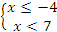 x ≤ −4
x < 7